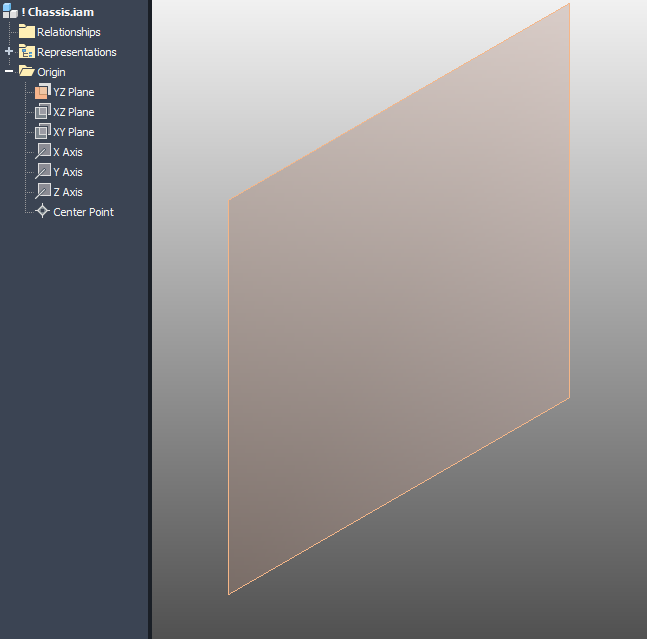 ! Chassis.iam
Relationships
Representations
Origin
YZ Plane
XZ Plane
XY Plane
X Axis
Y Axis
Z Axis
Center Point